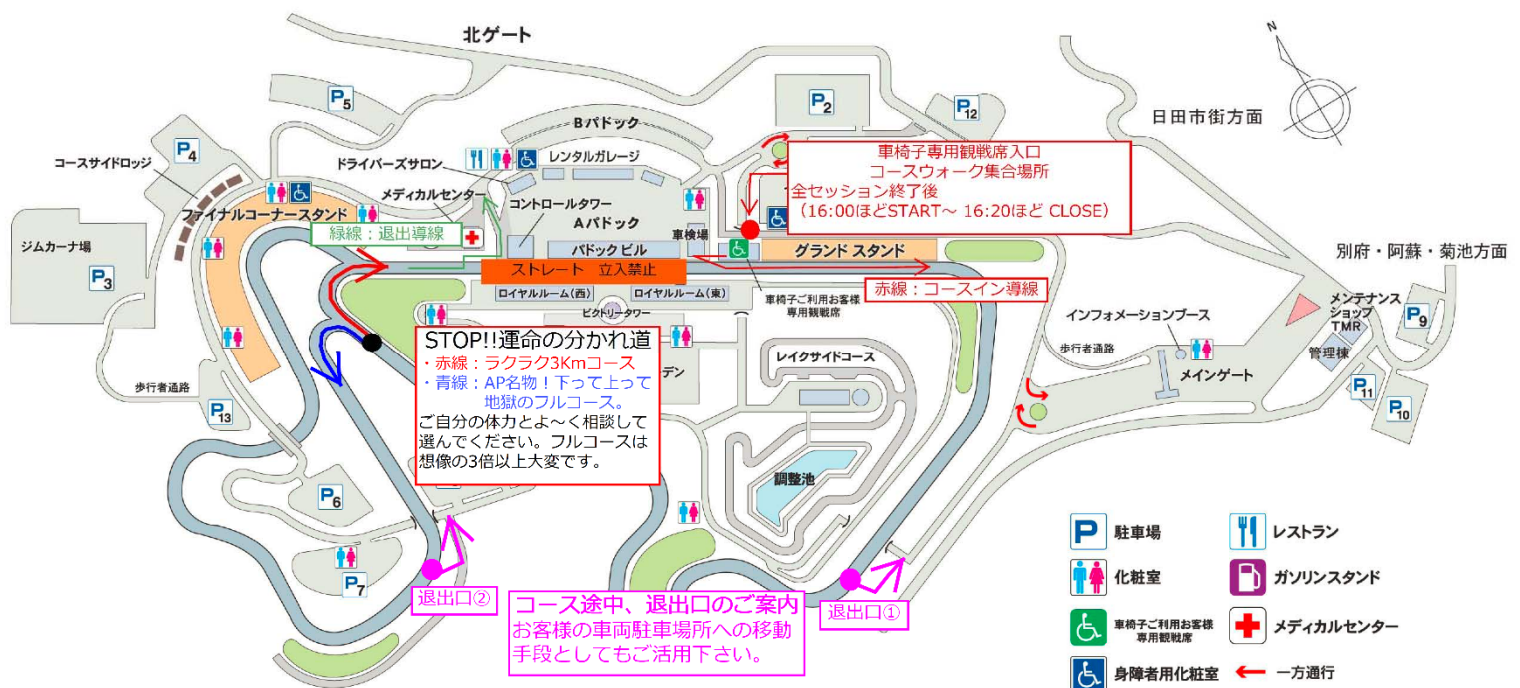 北ゲート
N
P5
P2
P12
日田市街方面
P4
Bパドック
ドライバーズサロン
レンタルガレージ
コースサイドロッジ
メディカルセンター
コントロールタワー
Aパドック
車検場
車椅子専用観戦席入口
コースウォーク集合場所
全セッション終了後
（16:00ほどSTART～ 16:20ほど CLOSE）
ファイナルコーナースタンド
緑線：退出導線
ジムカーナ場
P3
パドックビル
グランド スタンド
別府・阿蘇・菊池方面
ストレート　立入禁止
赤線：コースイン導線
ロイヤルルーム(西)
ロイヤルルーム(東)
ビクトリータワー
車椅子ご利用お客様
専用観戦席
メンテナンス
ショップ
TMR
P9
インフォメーションブース
管理棟
歩行者通路
メインゲート
P11
P10
STOP!!運命の分かれ道
・赤線：ラクラク3Kmコース
・青線：AP名物！下って上って
地獄のフルコース。
ご自分の体力とよ～く相談して
選んでください。フルコースは
想像の3倍以上大変です。
デン
レイクサイドコース
歩行者通路
P13
調整池
P6
P7
退出口②
コース途中、退出口のご案内
お客様の車両駐車場所への移動
手段としてもご活用下さい。
退出口①
P 駐車場
レストラン
化粧室
ガソリンスタンド
車椅子ご利用お客様
専用観戦席
メディカルセンター
身障者用化粧室
一方通行